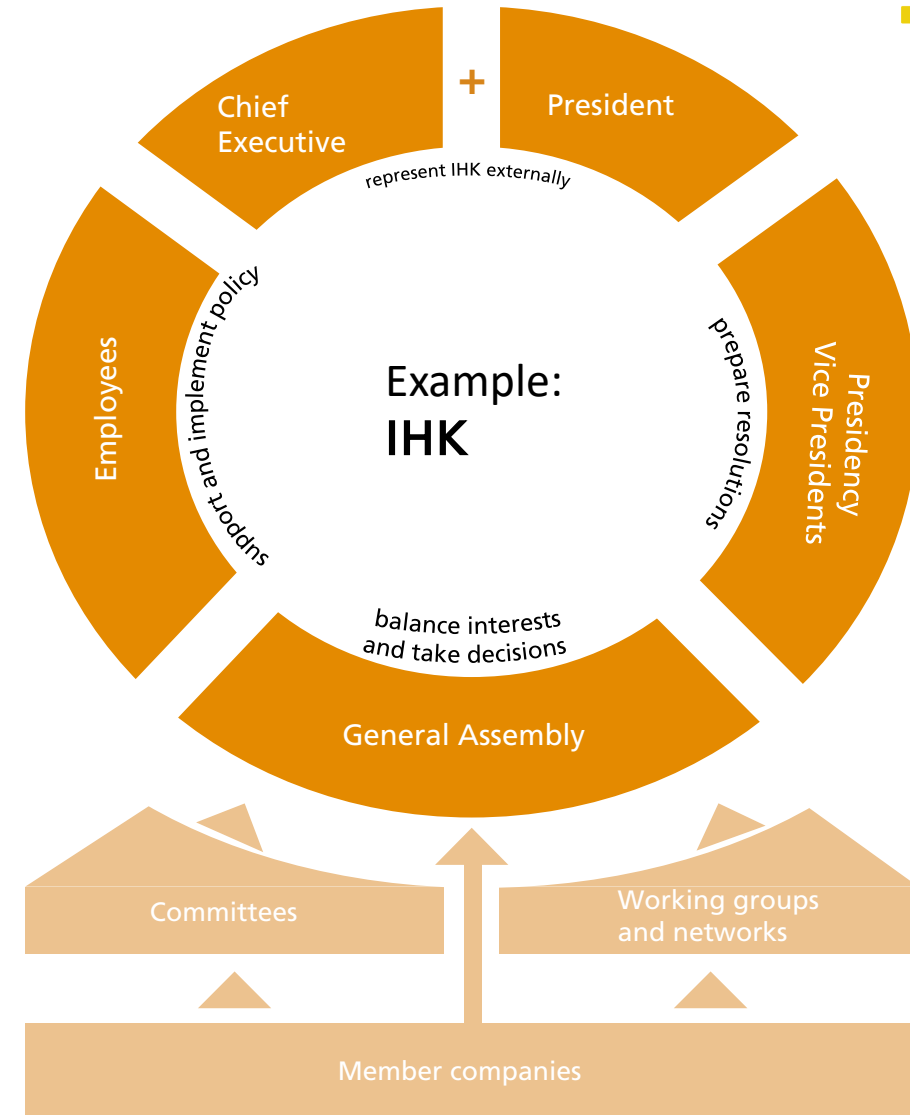 Chief
Executive
+
President
represent IHK externally
Employees
support and implement policy
Example:
IHK
prepare resolutions
Presidency
Vice Presidents
balance interests
and take decisions
General Assembly
Committees
Working groups
and networks
Member companies